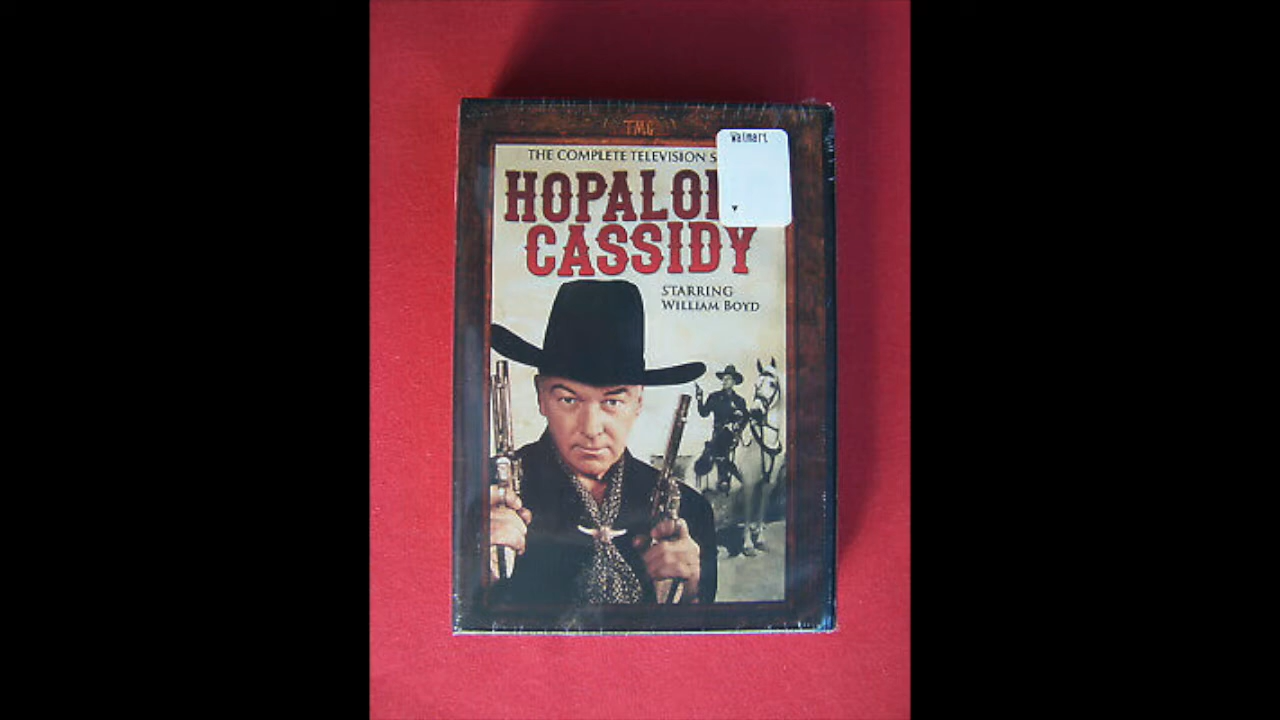 TMG
Walmart
THE COMPLETE TELEVISION S
HOPALO
CASSIDY
STARRING
WILLIAM BOYD